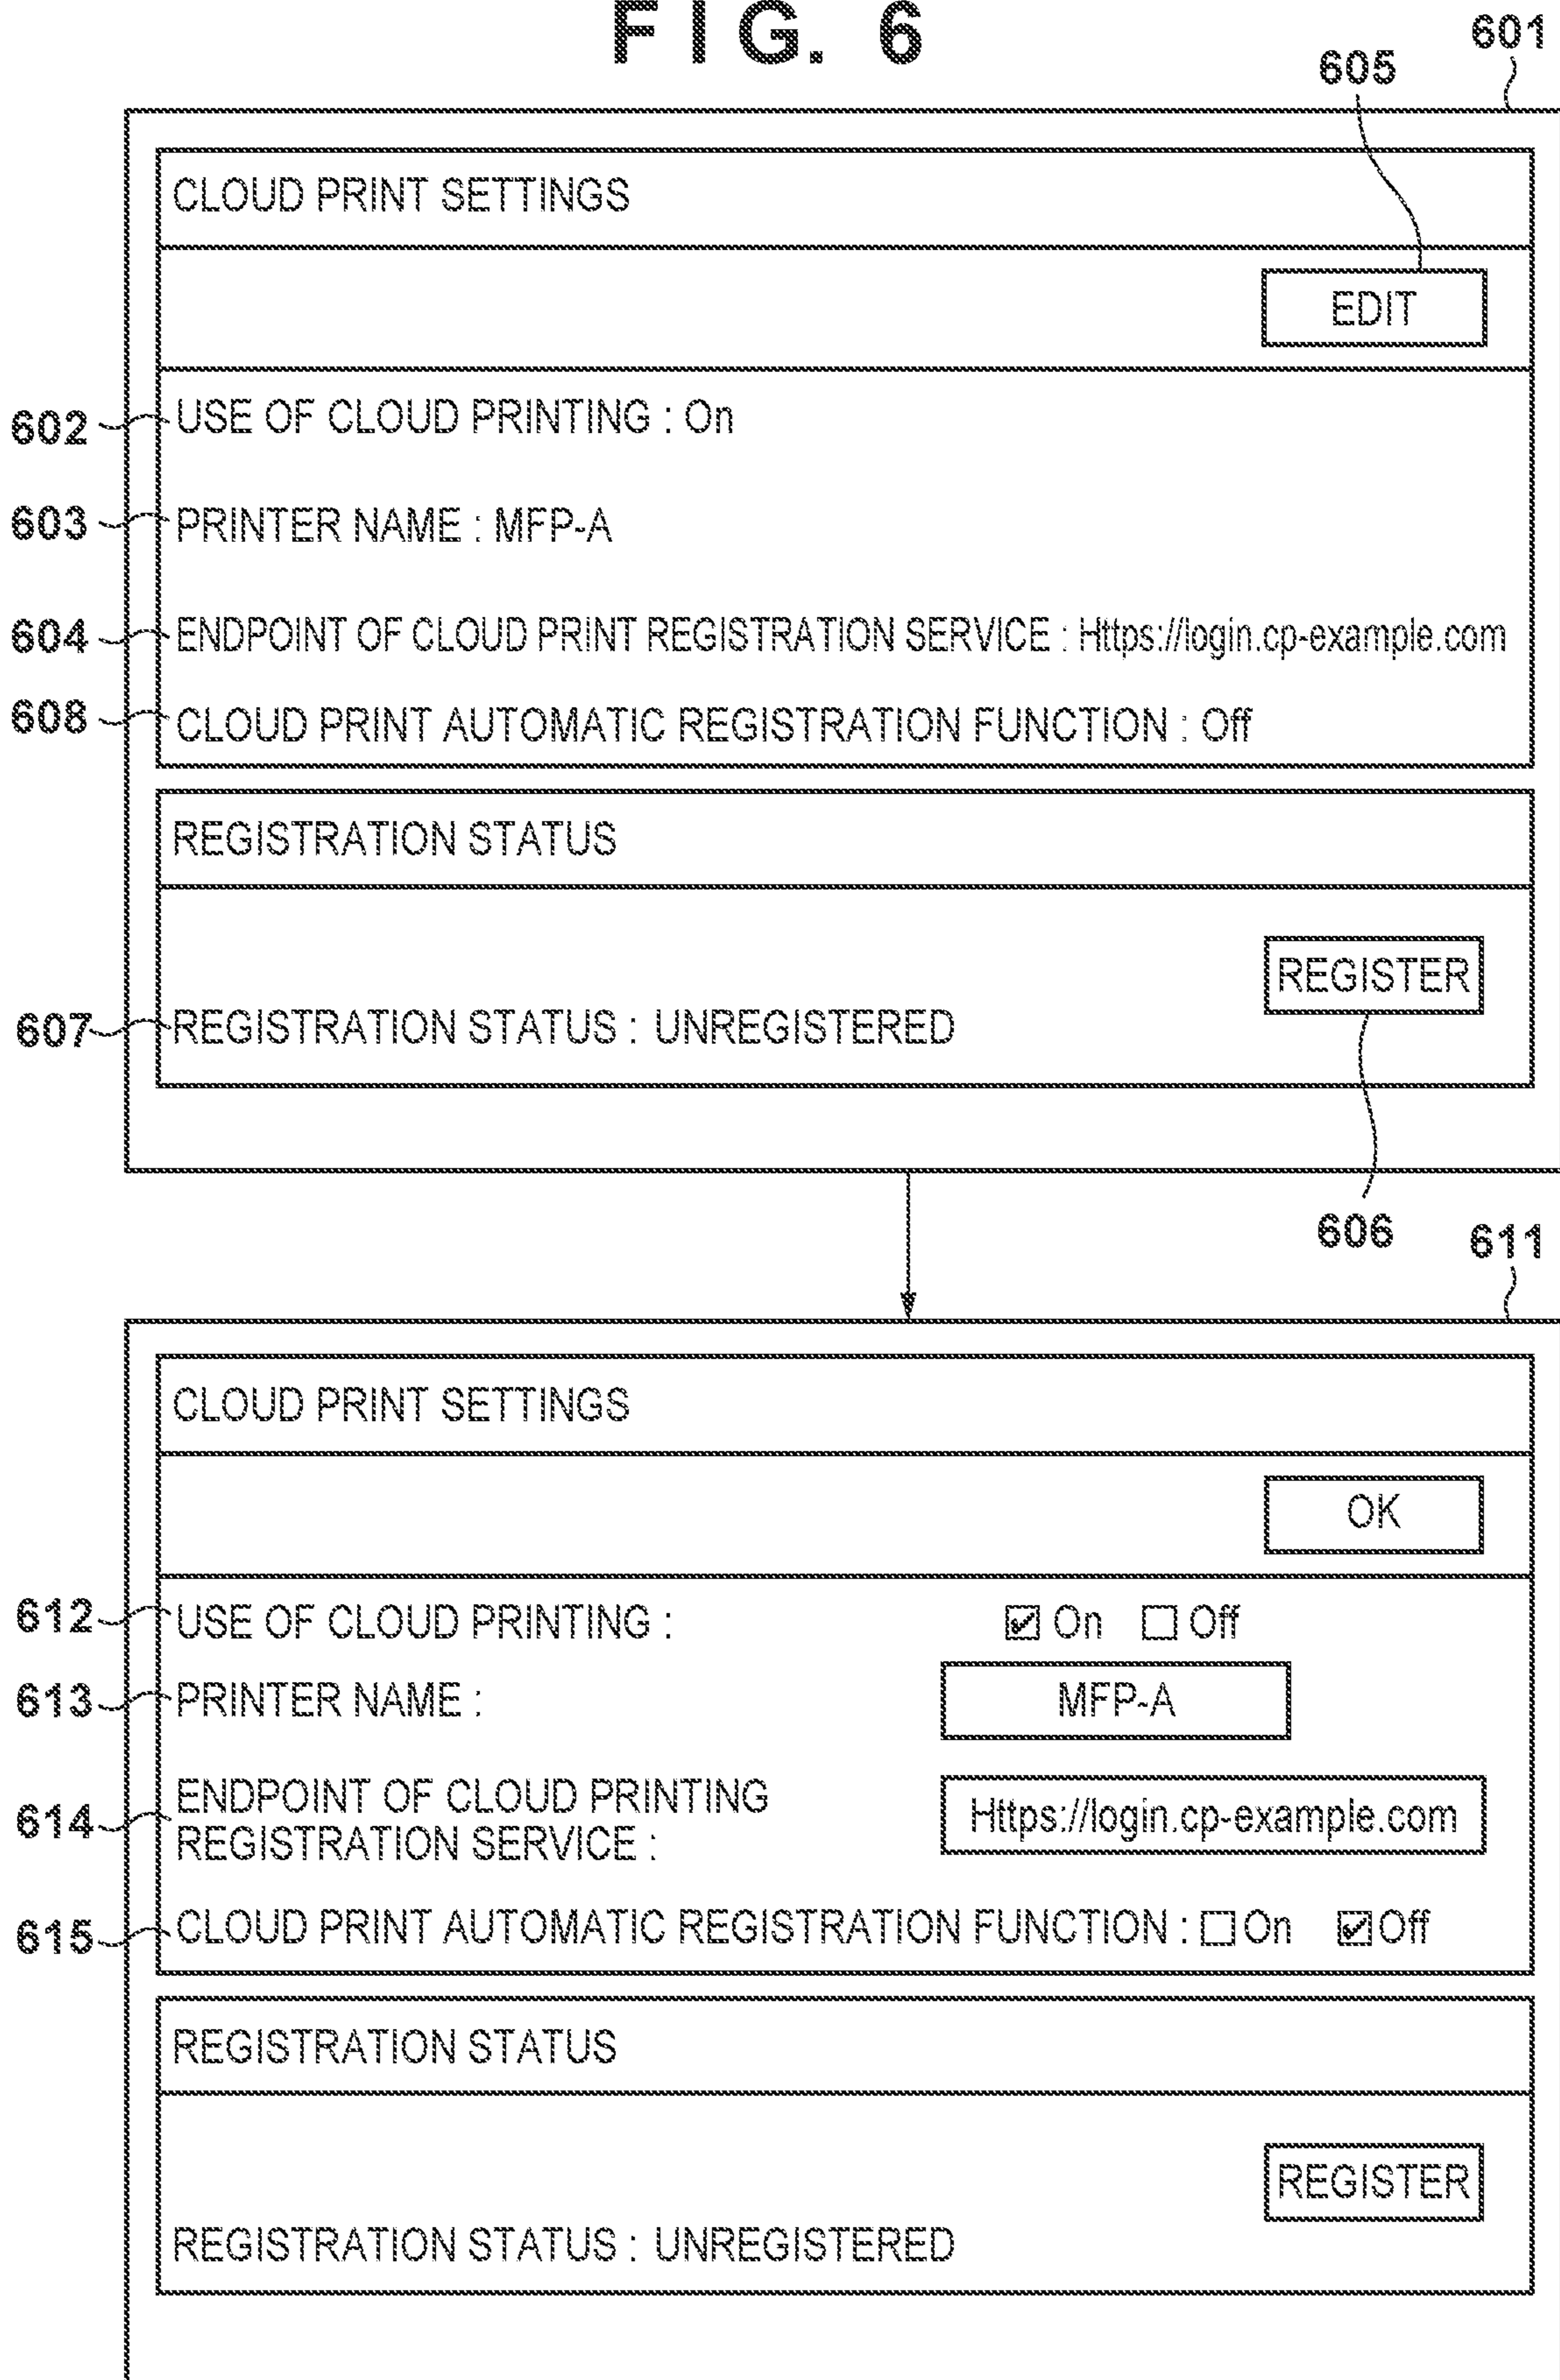 FIG. 6
601
605
CLOUD PRINT SETTINGS
EDIT
602 USE OF CLOUD PRINTING : On
603 PRINTER NAME : MFP-A
604 ENDPOINT OF CLOUD PRINT REGISTRATION SERVICE : Https://login.cp-example.com
608 CLOUD PRINT AUTOMATIC REGISTRATION FUNCTION : Off
REGISTRATION STATUS
REGISTER
607 REGISTRATION STATUS : UNREGISTERED
606
611
CLOUD PRINT SETTINGS
OK
612 USE OF CLOUD PRINTING : On Off
613 PRINTER NAME : MFP-A
614 ENDPOINT OF CLOUD PRINTING
REGISTRATION SERVICE : Https://login.cp-example.com
615 CLOUD PRINT AUTOMATIC REGISTRATION FUNCTION : On Off
REGISTRATION STATUS
REGISTER
REGISTRATION STATUS : UNREGISTERED